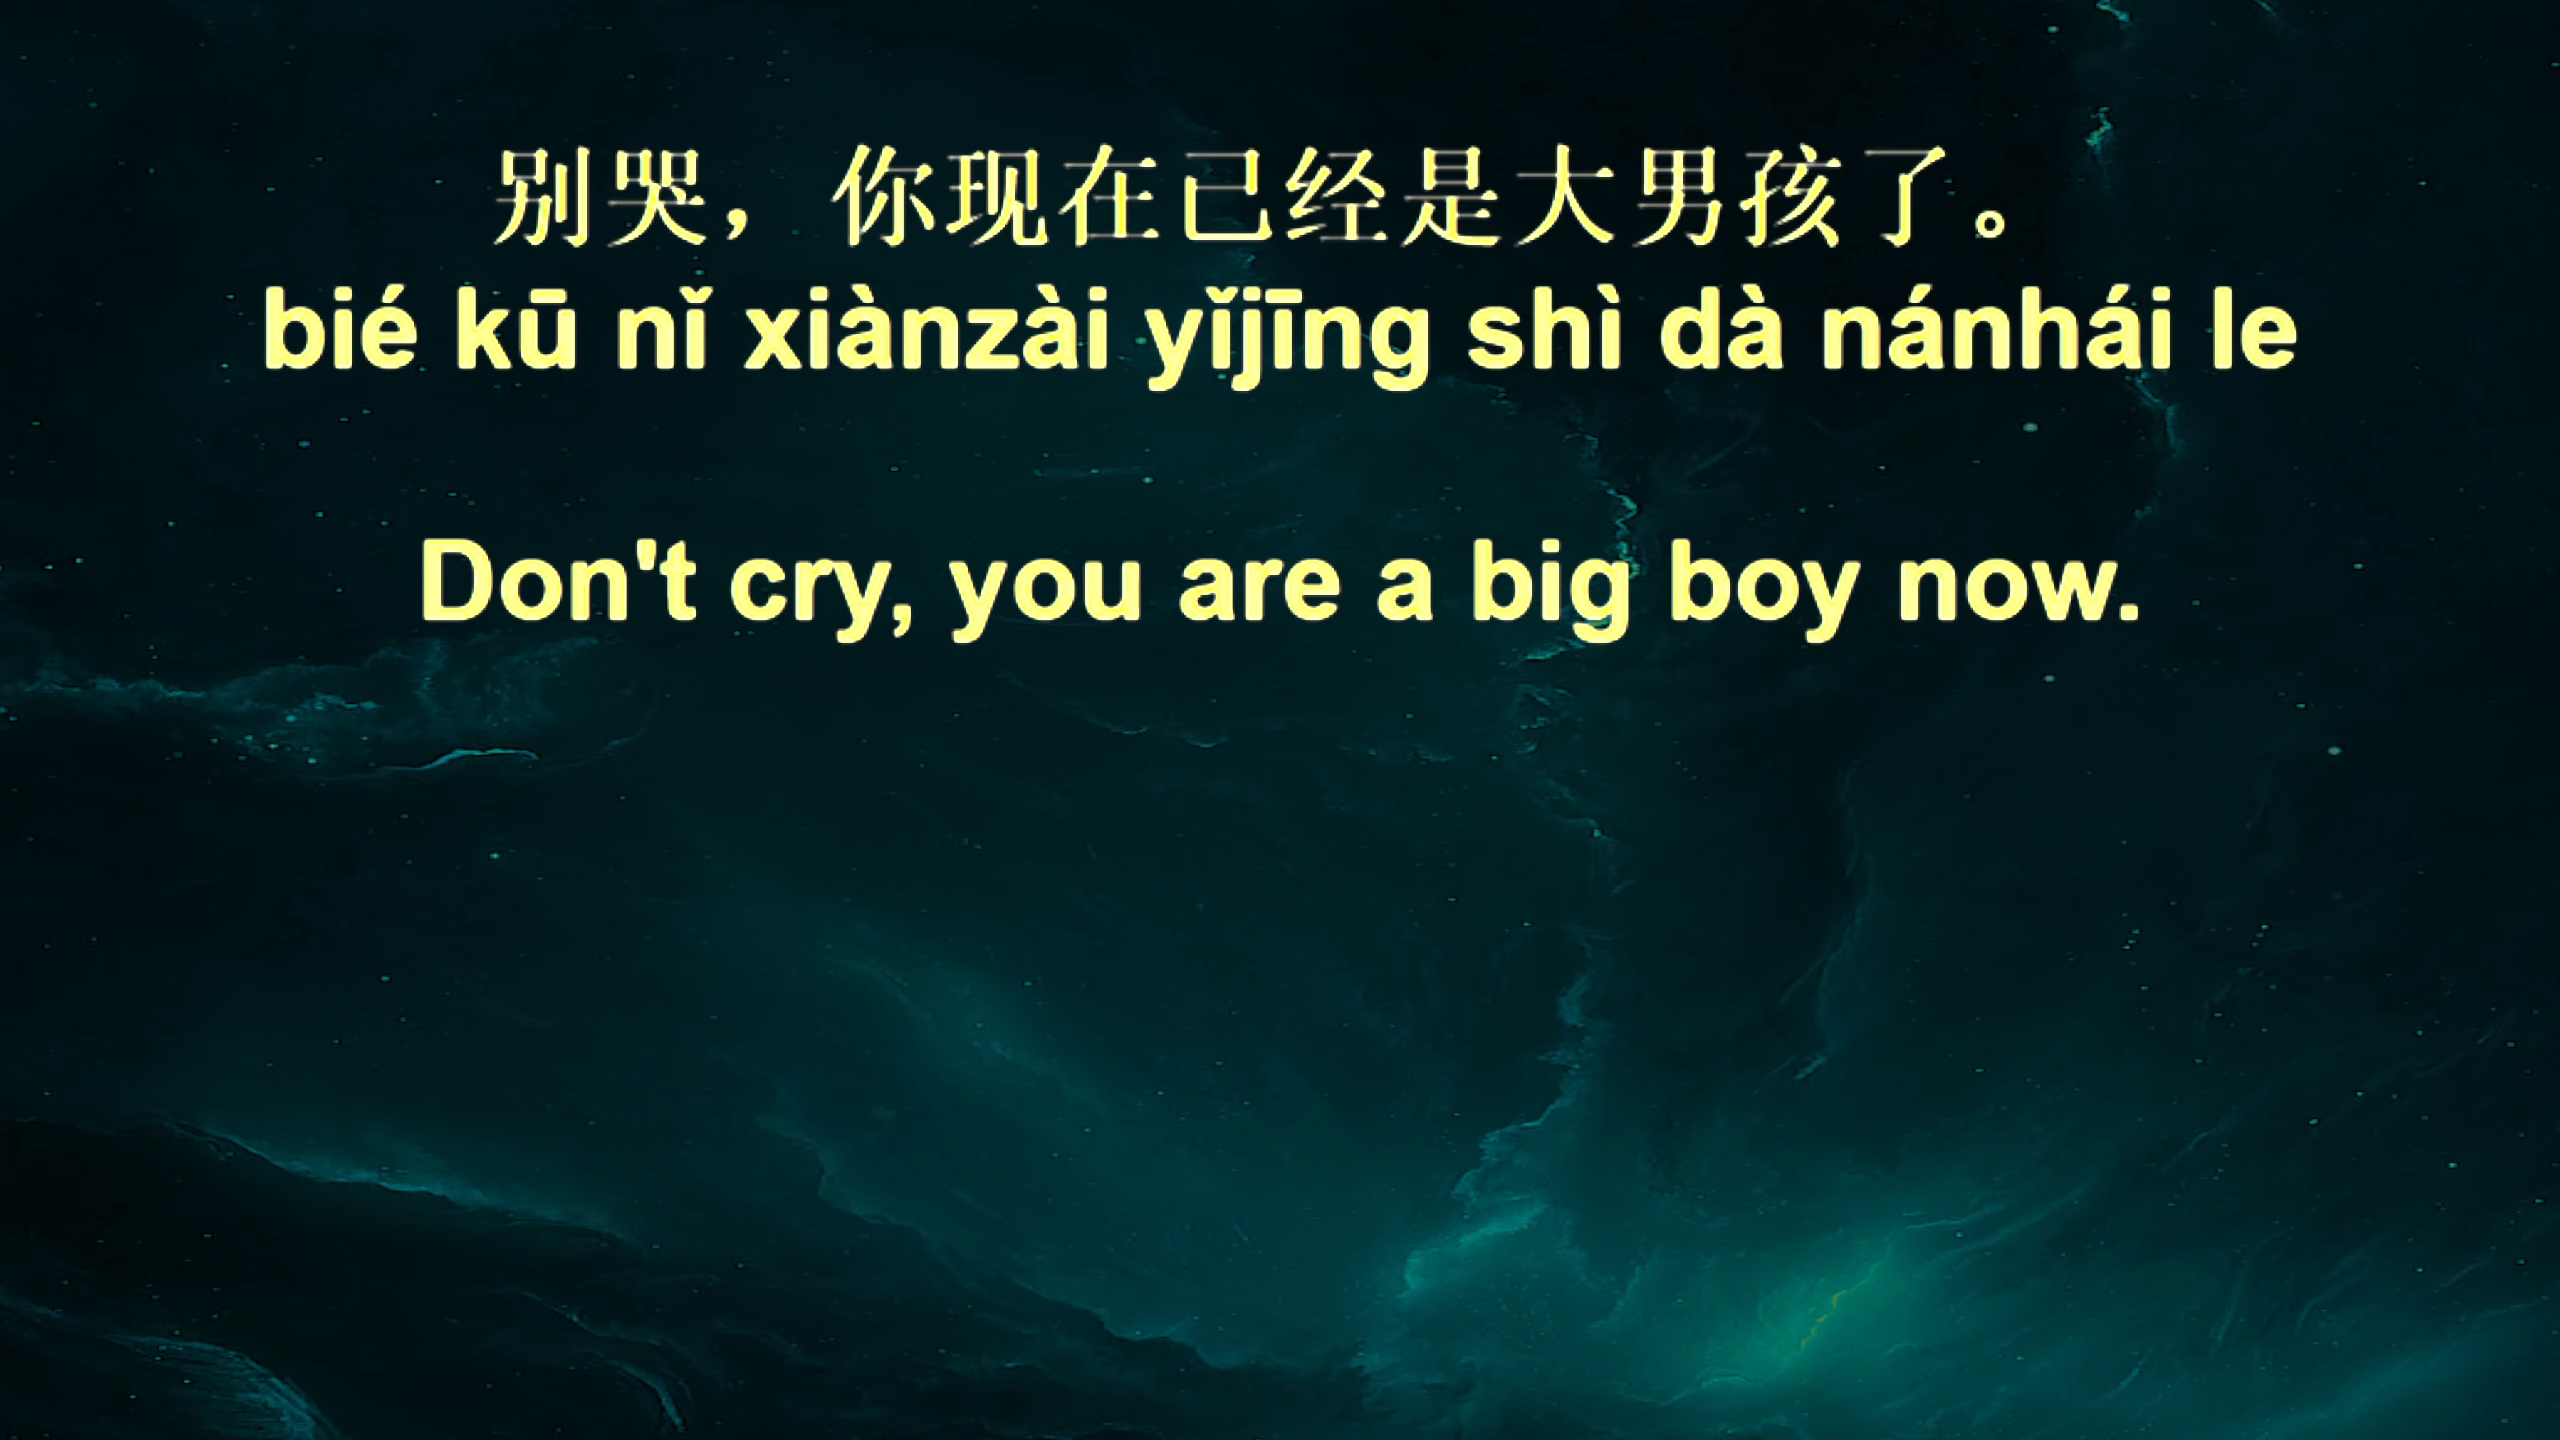 别哭，你现在已经是大男孩了。
bié kū nǐ xiànzài yǐjīng shì dà nánhái le
Don't cry, you are a big boy now.